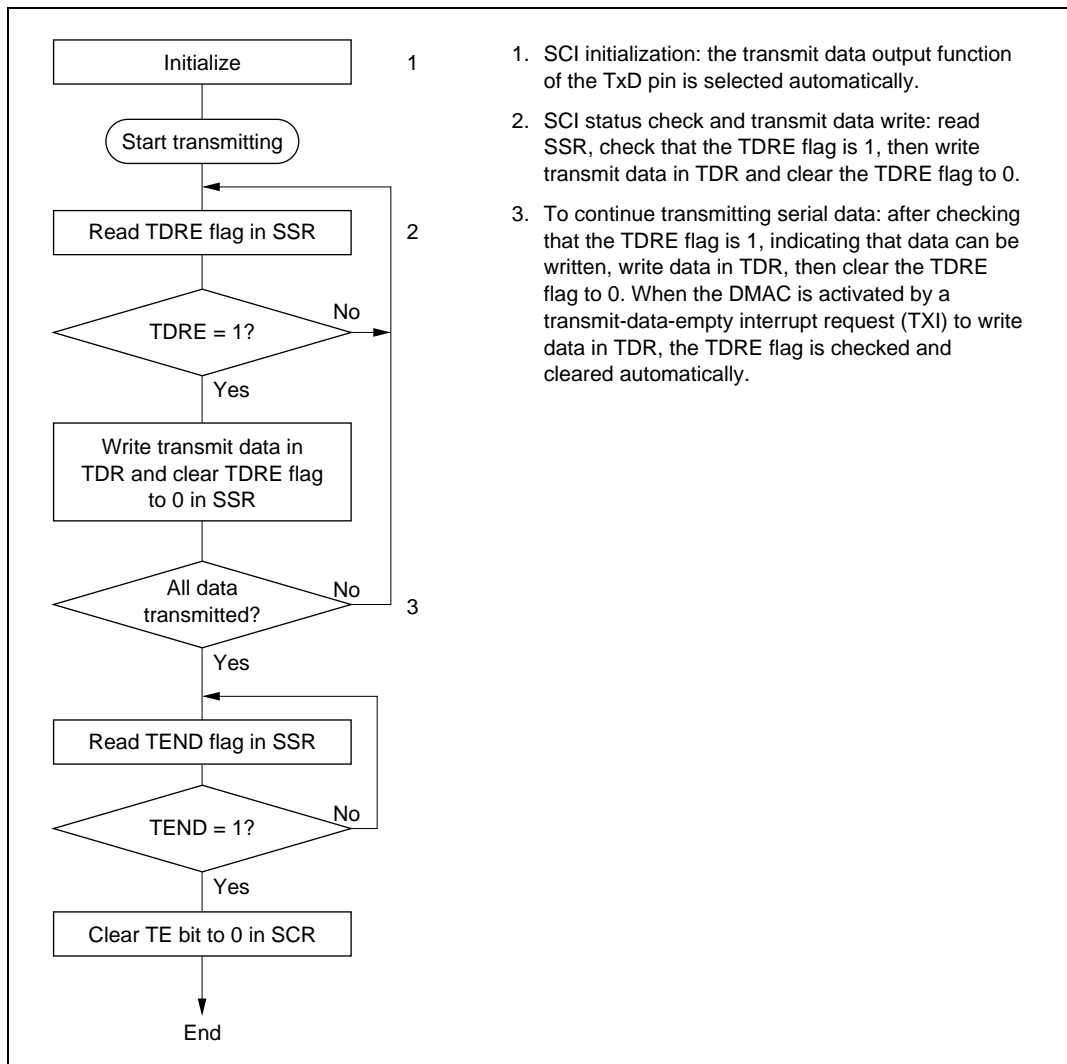 Initialize
1
Start transmitting
Read TDRE flag in SSR
2
TDRE = 1?
No
Yes
Write transmit data in
TDR and clear TDRE flag
to 0 in SSR
All data
transmitted?
No
3
Yes
Read TEND flag in SSR
TEND = 1?
No
Yes
Clear TE bit to 0 in SCR
End
1. SCI initialization: the transmit data output function
of the TxD pin is selected automatically.
2. SCI status check and transmit data write: read
SSR, check that the TDRE flag is 1, then write
transmit data in TDR and clear the TDRE flag to 0.
3. To continue transmitting serial data: after checking
that the TDRE flag is 1, indicating that data can be
written, write data in TDR, then clear the TDRE
flag to 0. When the DMAC is activated by a
transmit-data-empty interrupt request (TXI) to write
data in TDR, the TDRE flag is checked and
cleared automatically.